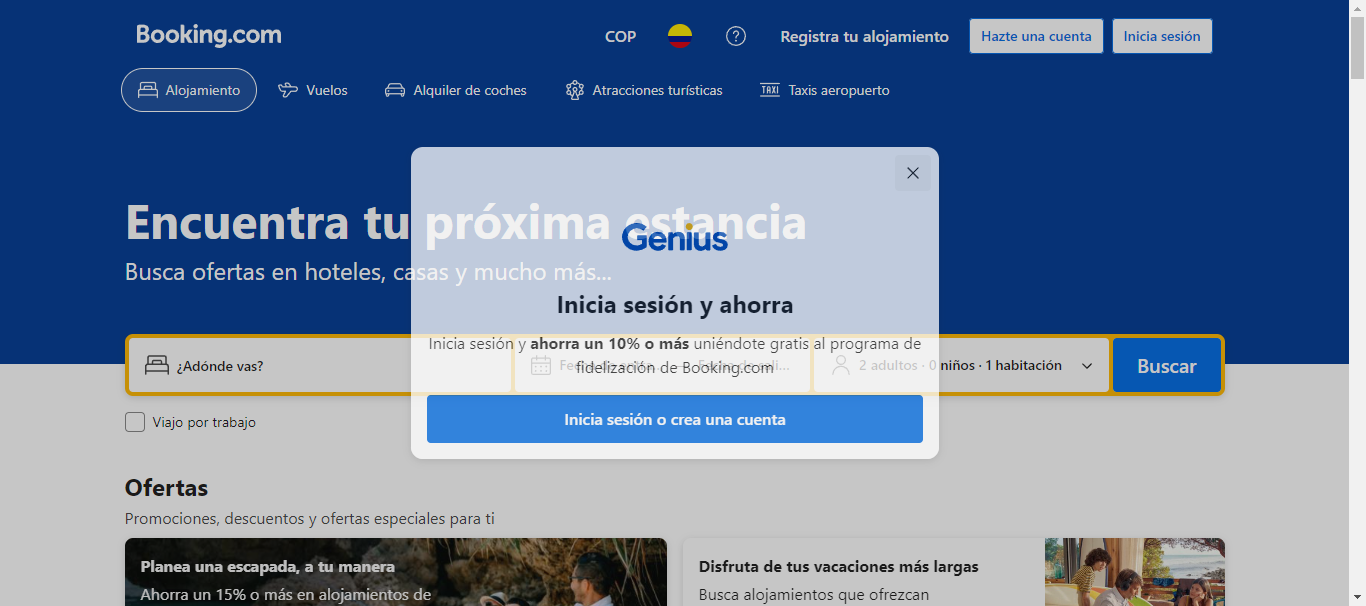 Booking.com
COP
Registra tu alojamiento
Hazte una cuenta
Inicia sesión
Alojamiento
Vuelos
Alquiler de coches
Atracciones turísticas
TAXI Taxis aeropuerto
Encuentra tu próxima estancia
Busca ofertas en hoteles, casas y mucho más...
Genius
Inicia sesión y ahorra
Inicia sesión y ahorra un 10% o más uniéndote gratis al programa de
fidelización de Booking.com
Inicia sesión o crea una cuenta
¿Adónde vas?
2 adultos · 0 niños · 1 habitación
Buscar
Viajo por trabajo
Ofertas
Promociones, descuentos y ofertas especiales para ti
Planea una escapada, a tu manera
Ahorra un 15% o más en alojamientos de
Disfruta de tus vacaciones más largas
Busca alojamientos que ofrezcan